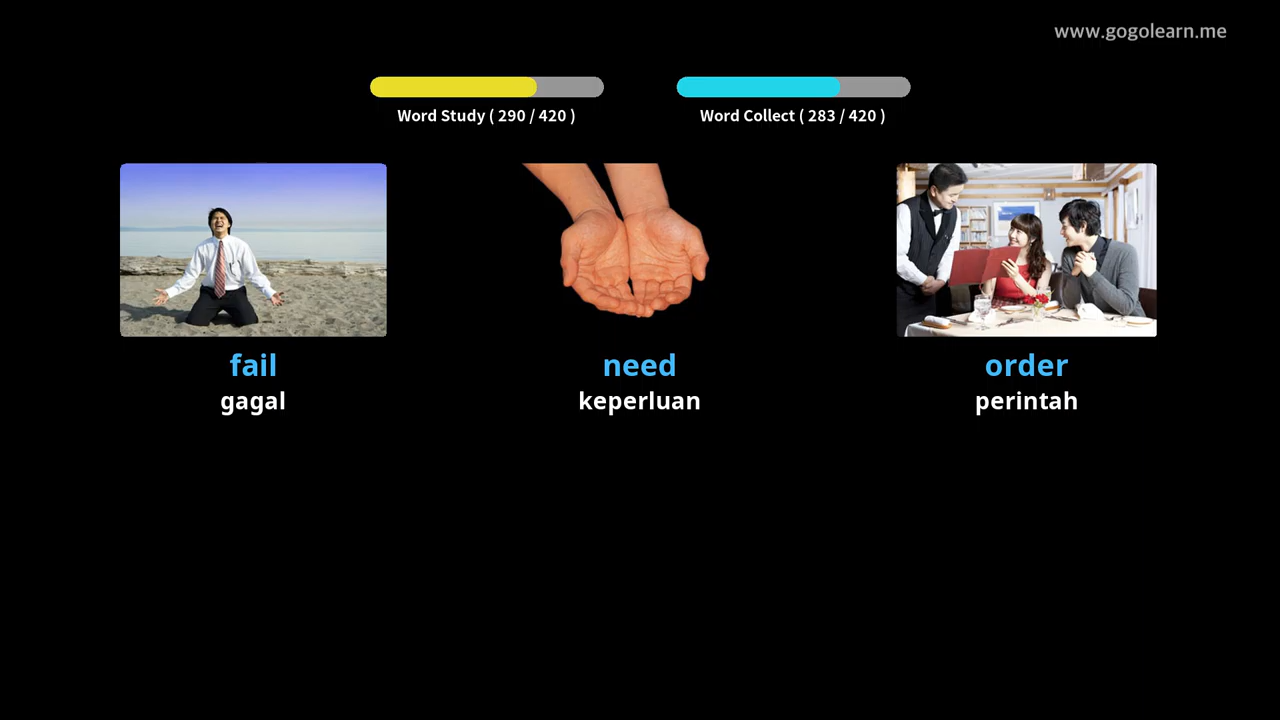 www.gogolearn.me
Word Study ( 290 / 420 )
Word Collect ( 283 / 420 )
fail
need
order
gagal
keperluan
perintah